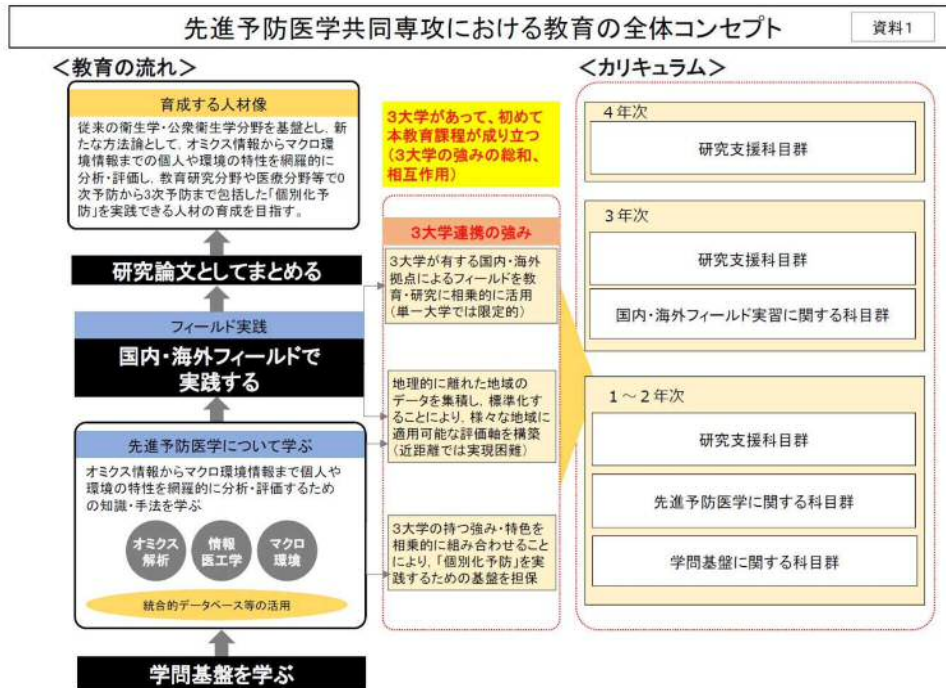 先進予防医学共同専攻における教育の全体コンセプト
資料1
＜教育の流れ＞
育成する人材像
従来の衛生学・公衆衛生学分野を基盤とし，新
たな方法論として，オミクス情報からマクロ環
境情報までの個人や環境の特性を網羅的に
分析・評価し，教育研究分野や医療分野等で0
次予防から3次予防まで包括した「個別化予
防」を実践できる人材の育成を目指す。
研究論文としてまとめる
フィールド実践
国内・海外フィールドで
実践する
先進予防医学について学ぶ
オミクス情報からマクロ環境情報まで個人や
環境の特性を網羅的に分析・評価するため
の知識・手法を学ぶ
オミクス
解析
情報
医工学
マクロ
環境
統合的データベース等の活用
学問基盤を学ぶ
3大学があって、初めて
本教育課程が成り立つ
(3大学の強みの総和、
相互作用)
3大学連携の強み
3大学が有する国内・海外
拠点によるフィールドを教
育・研究に相乗的に活用
(単一大学では限定的)
地理的に離れた地域の
データを集積し，標準化
することにより，様々な地域に
適用可能な評価軸を構築
(近距離では実現困難)
3大学の持つ強み・特色を
相乗的に組み合わせること
により，「個別化予防」を実
践するための基盤を担保
＜カリキュラム＞
4年次
研究支援科目群
3年次
研究支援科目群
国内・海外フィールド実習に関する科目群
1～2年次
研究支援科目群
先進予防医学に関する科目群
学問基盤に関する科目群